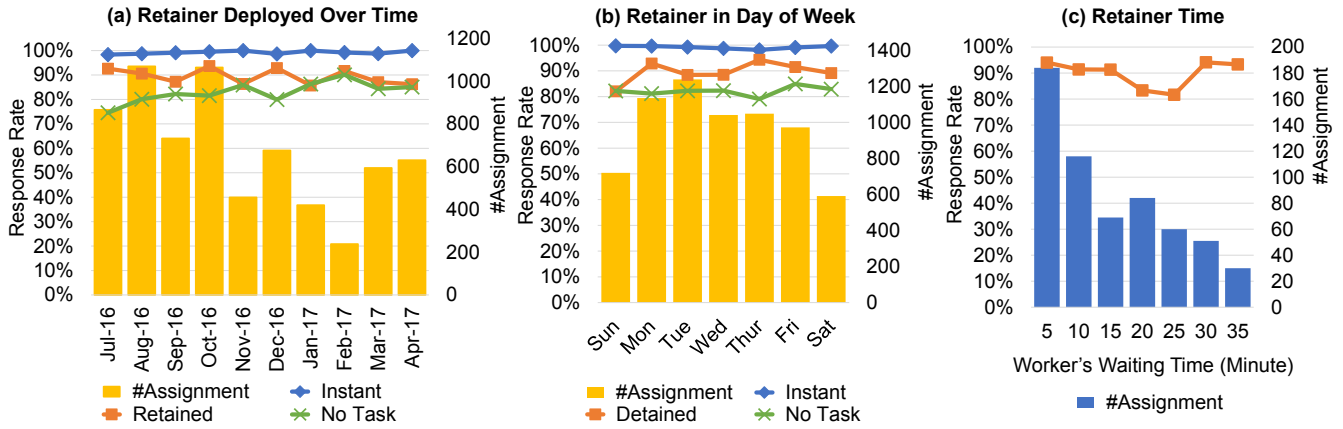 (a) Retainer Deployed Over Time
Response Rate
100%
90%
80%
70%
60%
50%
40%
30%
20%
10%
0%
1200
1000
800
600
400
200
0
#Assignment
Jul-16
Aug-16
Sep-16
Oct-16
Nov-16
Dec-16
Jan-17
Feb-17
Mar-17
Apr-17
#Assignment
Instant
Retained
No Task
(b) Retainer in Day of Week
Response Rate
100%
90%
80%
70%
60%
50%
40%
30%
20%
10%
0%
1400
1200
1000
800
600
400
200
0
#Assignment
Sun
Mon
Tue
Wed
Thur
Fri
Sat
#Assignment
Instant
Detained
No Task
(c) Retainer Time
Response Rate
100%
90%
80%
70%
60%
50%
40%
30%
20%
10%
0%
200
180
160
140
120
100
80
60
40
20
0
#Assignment
5 10 15 20 25 30 35
Worker's Waiting Time (Minute)
#Assignment